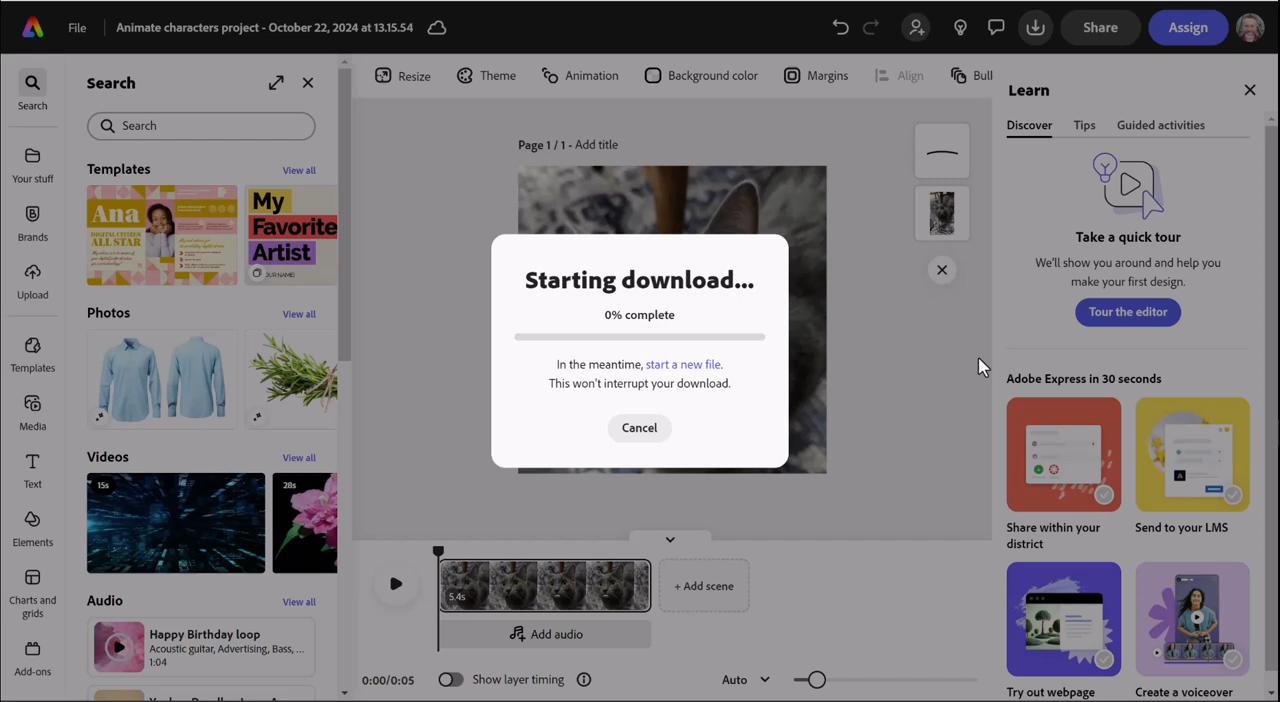 File
Animate characters project - October 22, 2024 at 13.15.54
Share
Assign
Search
Your stuff
Brands
Upload
Templates
Media
Text
Elements
Charts and
grids
Add-ons
Search
Search
Templates
View all
Ana
DIGITAL CITIZEN
ALL STAR
My
Favorite
Artist
Photos
View all
Videos
View all
15s
28s
Audio
View all
Happy Birthday loop
Acoustic guitar, Advertising, Bass, ...
1:04
Resize
Theme
Animation
Background color
Margins
Align
Bull
Page 1 / 1 - Add title
Starting download...
0% complete
In the meantime, start a new file.
This won't interrupt your download.
Cancel
5.4s
+ Add scene
Add audio
0:00/0:05
Show layer timing
Auto
Learn
Discover
Tips
Guided activities
Take a quick tour
We'll show you around and help you
make your first design.
Tour the editor
Adobe Express in 30 seconds
Share within your
district
Send to your LMS
Try out webpage
Create a voiceover